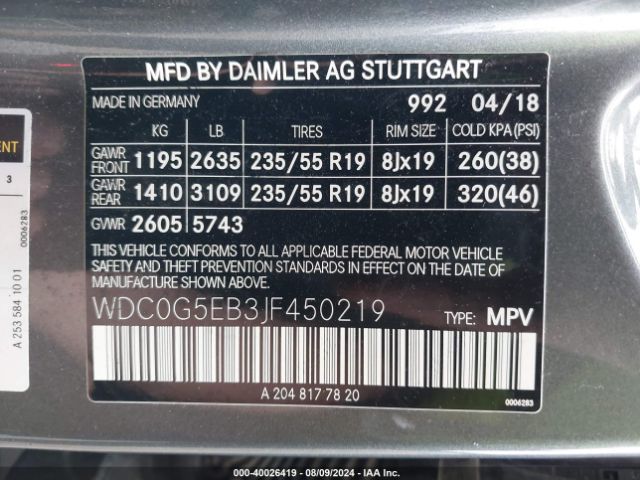 MFD BY DAIMLER AG STUTTGART
MADE IN GERMANY 992 04/18
KG LB TIRES RIM SIZE COLD KPA(PSI)
GAWR FRONT 1195 2635 235/55 R19 8Jx19 260(38)
GAWR REAR 1410 3109 235/55 R19 8Jx19 320(46)
GVWR 2605 5743
THIS VEHICLE CONFORMS TO ALL APPLICABLE FEDERAL MOTOR VEHICLE
SAFETY AND THEFT PREVENTION STANDARDS IN EFFECT ON THE DATE
OF MANUFACTURE SHOWN ABOVE.
WDC0G5EB3JF450219 TYPE: MPV
A 204 817 78 20
0006283
3
0006283
A 253 584 10 01
000-40026419 - 08/09/2024 - IAA Inc.